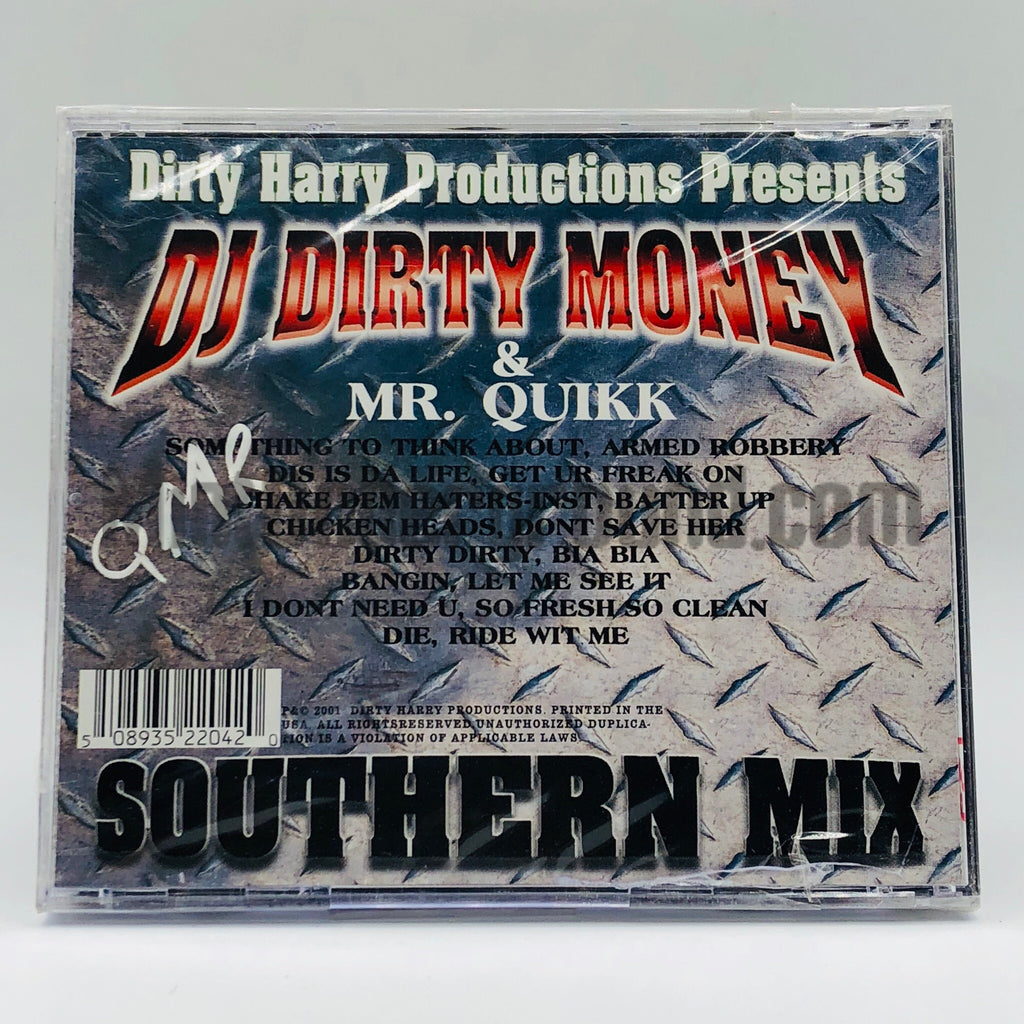 Dirty Harry Productions Presents
DJ DIRTY MONEY
&
MR. QUIKK
SOMETHING TO THINK ABOUT, ARMED ROBBERY
DIS IS DA LIFE, GET UR FREAK ON
SHAKE DEM HATERS-INST, BATTER UP
CHICKEN HEADS, DONT SAVE HER
DIRTY DIRTY, BIA BIA
BANGIN, LET ME SEE IT
I DONT NEED U, SO FRESH SO CLEAN
DIE, RIDE WIT ME
QMR
.com
P&© 2001 DIRTY HARRY PRODUCTIONS. PRINTED IN THE
USA. ALL RIGHTSRESERVED UNAUTHORIZED DUPLICA-
TION IS A VIOLATION OF APPLICABLE LAWS.
5 08935 22042 0
SOUTHERN MIX